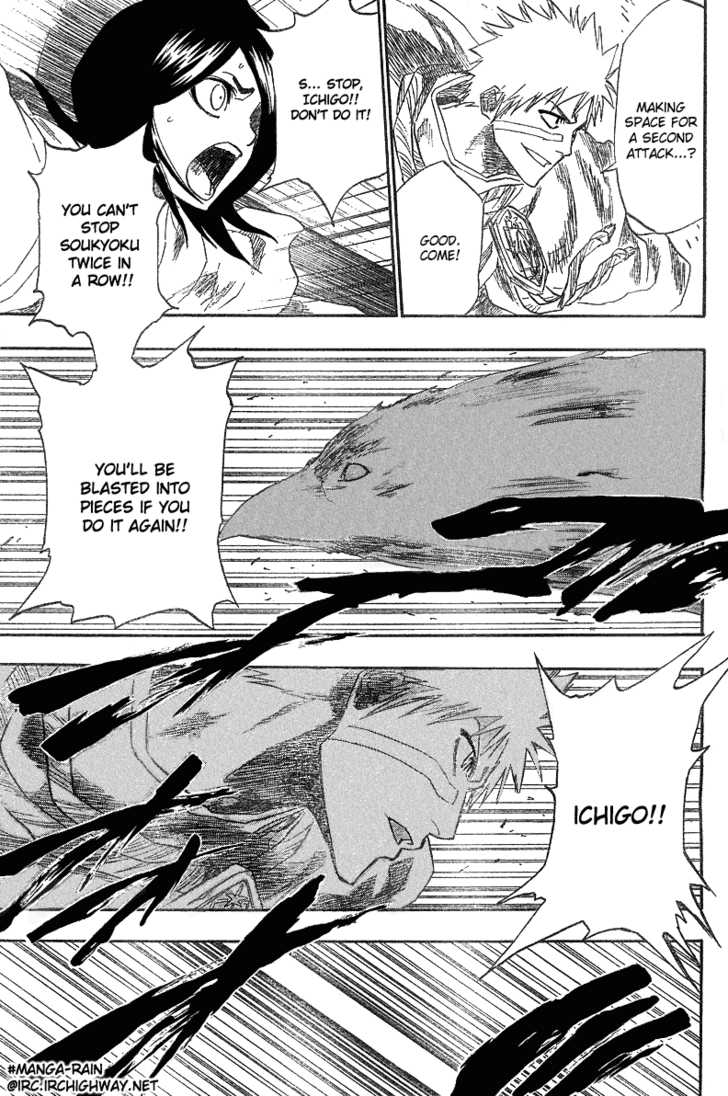 MAKING
SPACE FOR
A SECOND
ATTACK...?
GOOD.
COME!
S... STOP,
ICHIGO!!
DON'T DO IT!
YOU CAN'T
STOP
SOUKYOKU
TWICE IN
A ROW!!
YOU'LL BE
BLASTED INTO
PIECES IF YOU
DO IT AGAIN!!
ICHIGO!!
#MANGA-RAIN
@IRC.IRCHIGHWAY.NET